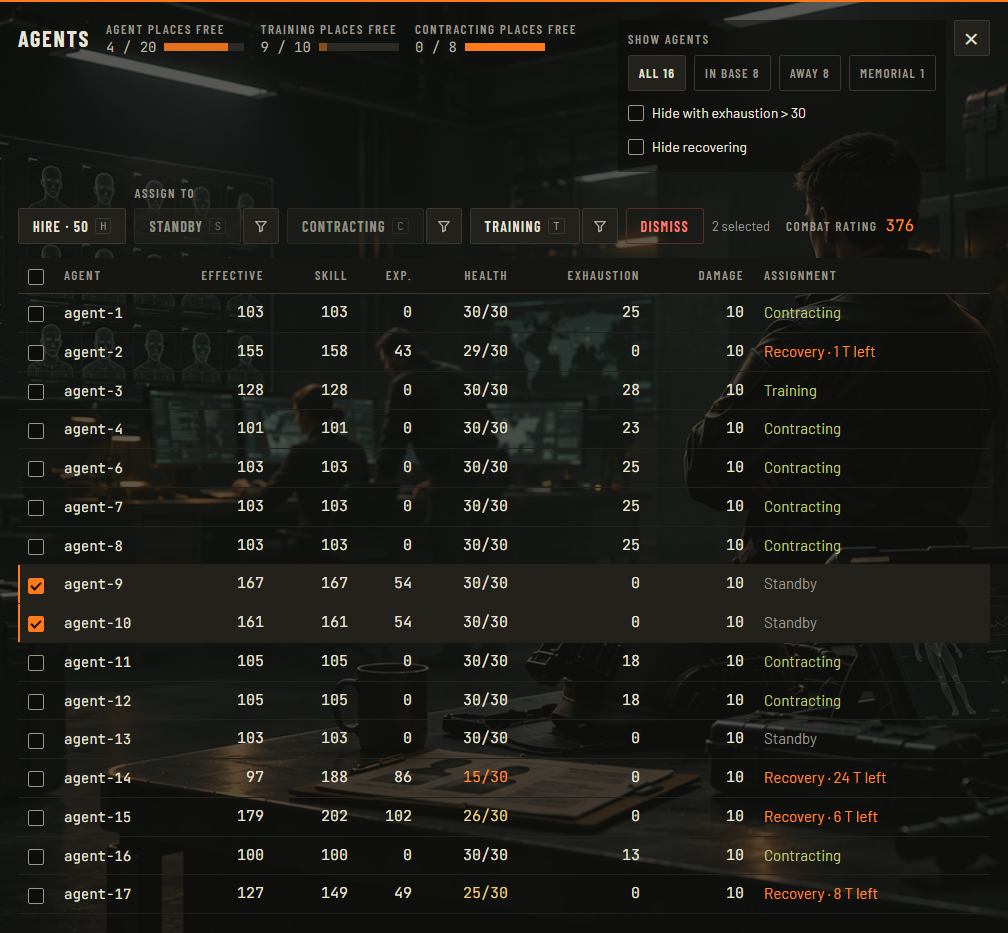 AGENTS
AGENT PLACES FREE
4 / 20
TRAINING PLACES FREE
9 / 10
CONTRACTING PLACES FREE
0 / 8
SHOW AGENTS
ALL 16 IN BASE 8 AWAY 8 MEMORIAL 1
Hide with exhaustion > 30
Hide recovering
ASSIGN TO
HIRE · 50 H STANDBY S CONTRACTING C TRAINING T DISMISS 2 selected COMBAT RATING 376
AGENT EFFECTIVE SKILL EXP. HEALTH EXHAUSTION DAMAGE ASSIGNMENT
agent-1 103 103 0 30/30 25 10 Contracting
agent-2 155 158 43 29/30 0 10 Recovery · 1 T left
agent-3 128 128 0 30/30 28 10 Training
agent-4 101 101 0 30/30 23 10 Contracting
agent-6 103 103 0 30/30 25 10 Contracting
agent-7 103 103 0 30/30 25 10 Contracting
agent-8 103 103 0 30/30 25 10 Contracting
agent-9 167 167 54 30/30 0 10 Standby
agent-10 161 161 54 30/30 0 10 Standby
agent-11 105 105 0 30/30 18 10 Contracting
agent-12 105 105 0 30/30 18 10 Contracting
agent-13 103 103 0 30/30 0 10 Standby
agent-14 97 188 86 15/30 0 10 Recovery · 24 T left
agent-15 179 202 102 26/30 0 10 Recovery · 6 T left
agent-16 100 100 0 30/30 13 10 Contracting
agent-17 127 149 49 25/30 0 10 Recovery · 8 T left